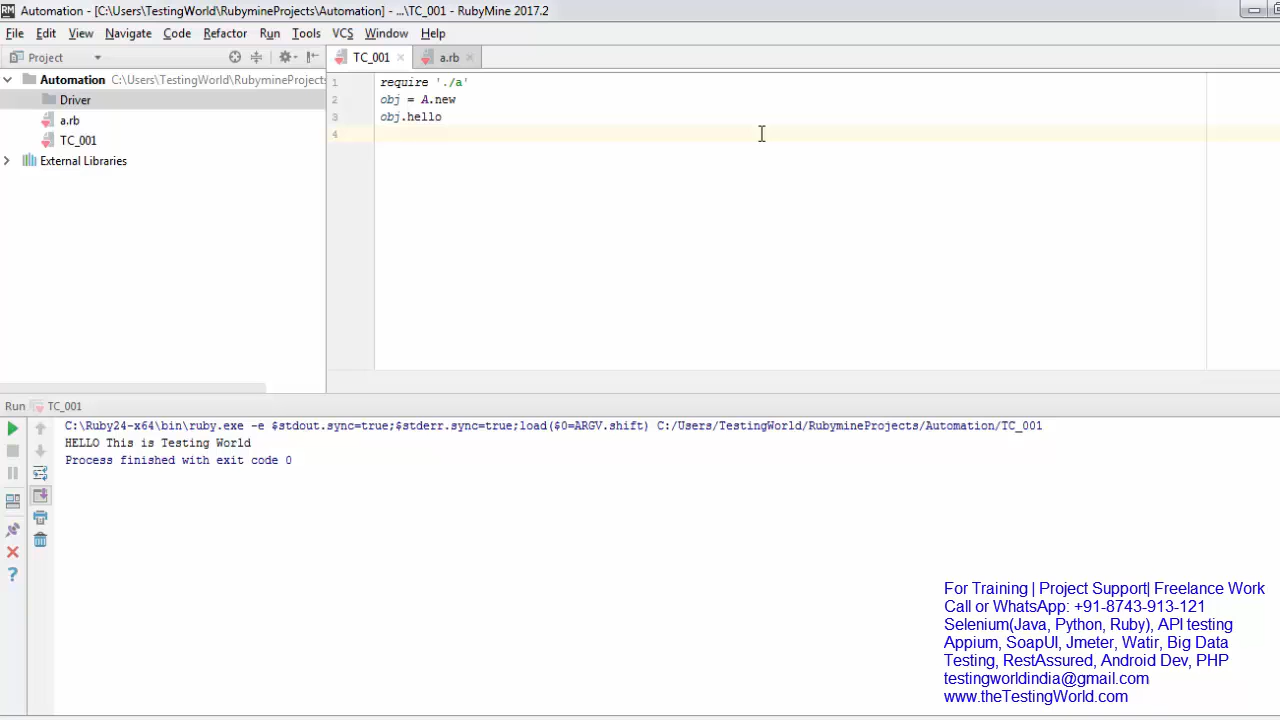 RM Automation - [C:\Users\TestingWorld\RubymineProjects\Automation] - ...\TC_001 - RubyMine 2017.2
File Edit View Navigate Code Refactor Run Tools VCS Window Help
Project
TC_001 a.rb
Automation C:\Users\TestingWorld\RubymineProjects
Driver
a.rb
TC_001
External Libraries
1 require './a'
2 obj = A.new
3 obj.hello
4
Run TC_001
C:\Ruby24-x64\bin\ruby.exe -e $stdout.sync=true;$stderr.sync=true;load($0=ARGV.shift) C:/Users/TestingWorld/RubymineProjects/Automation/TC_001
HELLO This is Testing World
Process finished with exit code 0
For Training | Project Support| Freelance Work
Call or WhatsApp: +91-8743-913-121
Selenium(Java, Python, Ruby), API testing
Appium, SoapUI, Jmeter, Watir, Big Data
Testing, RestAssured, Android Dev, PHP
testingworldindia@gmail.com
www.theTestingWorld.com